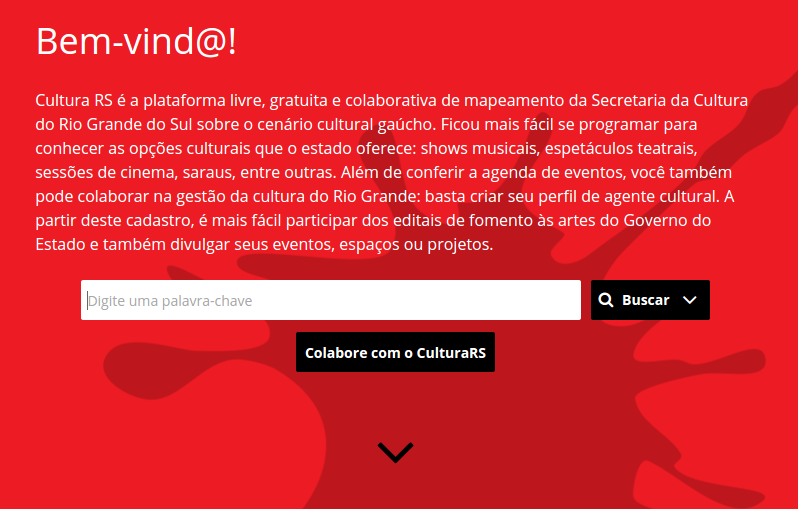 Bem-vind@!
Cultura RS é a plataforma livre, gratuita e colaborativa de mapeamento da Secretaria da Cultura
do Rio Grande do Sul sobre o cenário cultural gaúcho. Ficou mais fácil se programar para
conhecer as opções culturais que o estado oferece: shows musicais, espetáculos teatrais,
sessões de cinema, saraus, entre outras. Além de conferir a agenda de eventos, você também
pode colaborar na gestão da cultura do Rio Grande: basta criar seu perfil de agente cultural. A
partir deste cadastro, é mais fácil participar dos editais de fomento às artes do Governo do
Estado e também divulgar seus eventos, espaços ou projetos.
Digite uma palavra-chave
Buscar
Colabore com o CulturaRS